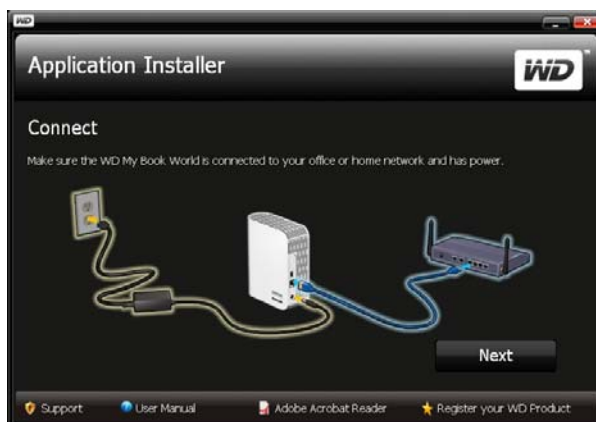 WD
Application Installer
WD
Connect
Make sure the WD My Book World is connected to your office or home network and has power.
Next
Support
User Manual
Adobe Acrobat Reader
Register your WD Product